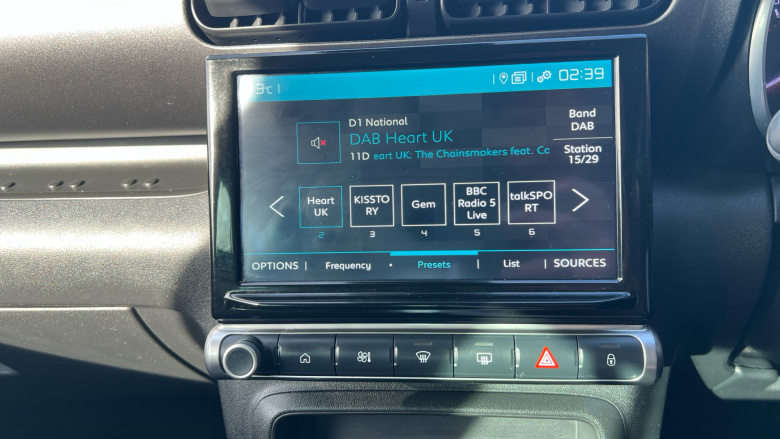 3°C | 02:39
D1 National
DAB Heart UK
11D eart UK: The Chainsmokers feat. Co
Band
DAB
Station
15/29
Heart
UK
2
KISSTO
RY
3
Gem
4
BBC
Radio 5
Live
5
talkSPO
RT
6
OPTIONS | Frequency • Presets | List | SOURCES